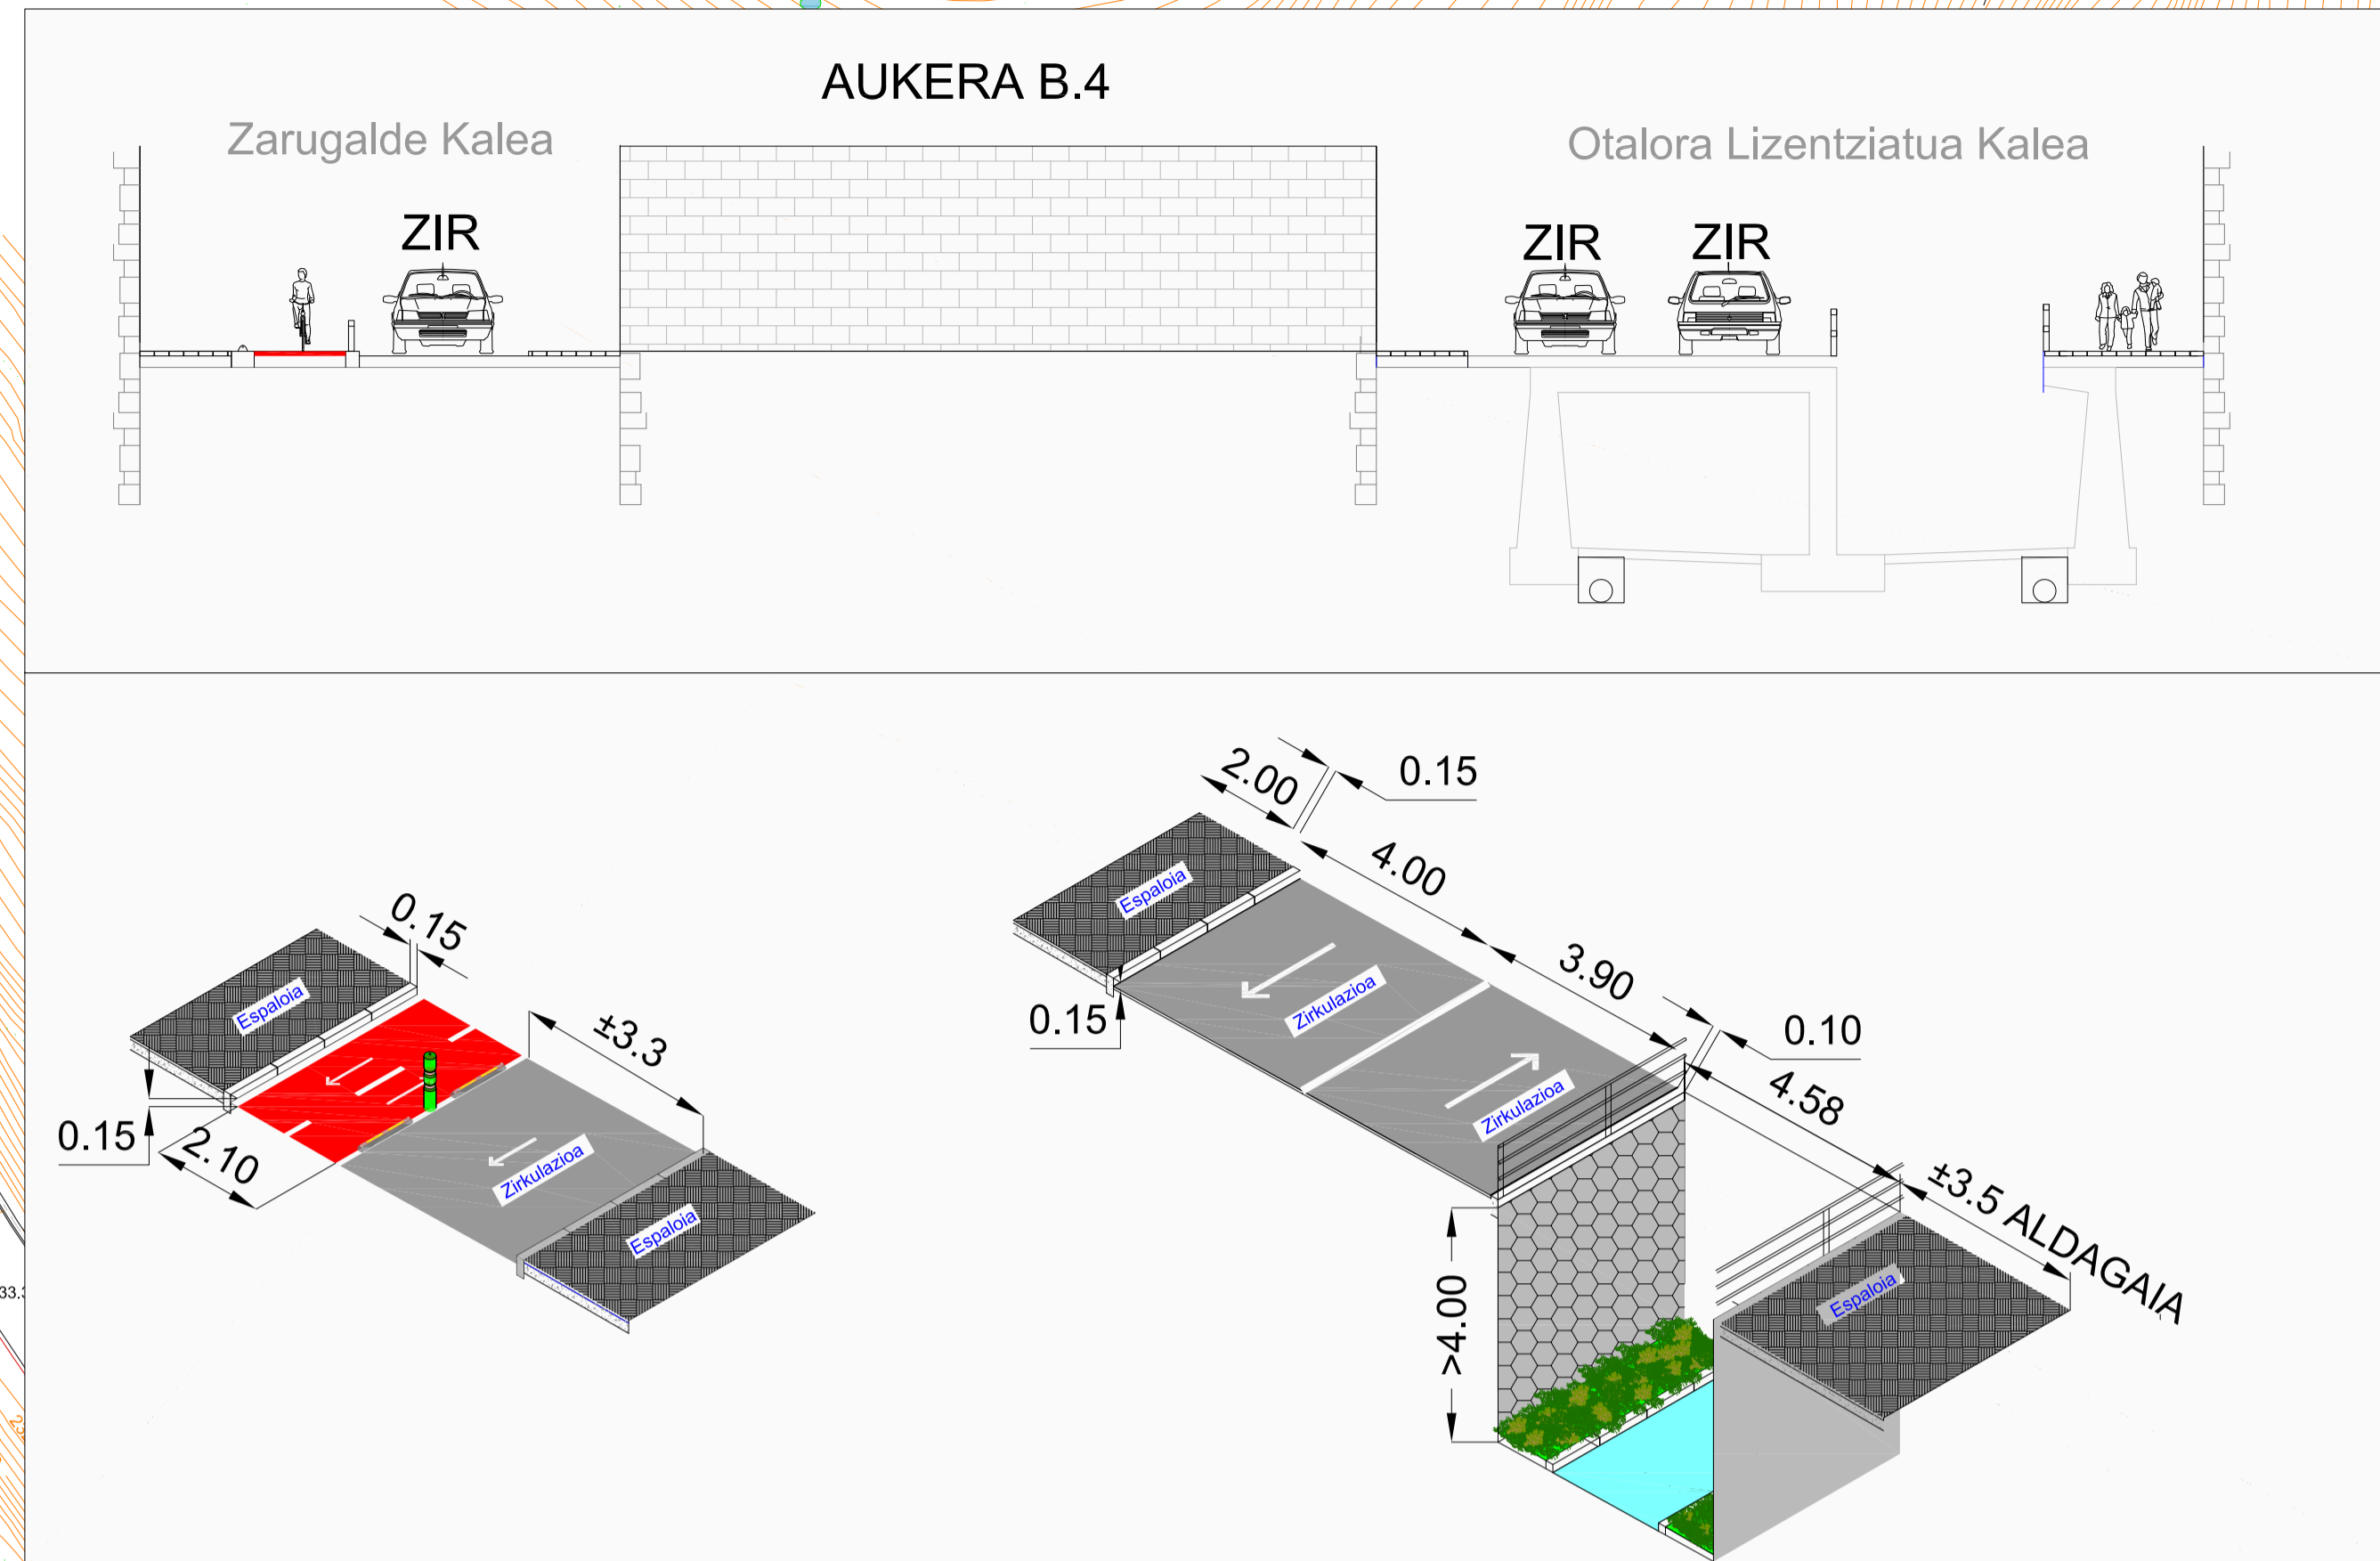 AUKERA B.4
Zarugalde Kalea
Otalora Lizentziatua Kalea
ZIR
ZIR
ZIR
2.00
0.15
4.00
Espaloia
3.90
0.15
Zirkulazioa
0.10
Zirkulazioa
4.58
>4.00
±3.5 ALDAGAIA
Espaloia
0.15
Espaloia
±3.3
0.15
2.10
Zirkulazioa
Espaloia